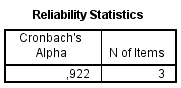 Reliability Statistics
Cronbach's
Alpha N of Items
,922 3